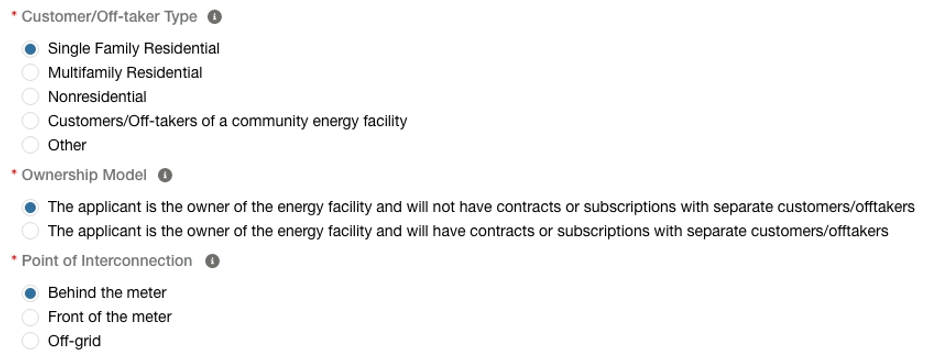 * Customer/Off-taker Type
Single Family Residential
Multifamily Residential
Nonresidential
Customers/Off-takers of a community energy facility
Other
* Ownership Model
The applicant is the owner of the energy facility and will not have contracts or subscriptions with separate customers/offtakers
The applicant is the owner of the energy facility and will have contracts or subscriptions with separate customers/offtakers
* Point of Interconnection
Behind the meter
Front of the meter
Off-grid